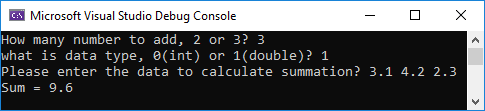 Microsoft Visual Studio Debug Console
How many number to add, 2 or 3? 3
what is data type, 0(int) or 1(double)? 1
Please enter the data to calculate summation? 3.1 4.2 2.3
Sum = 9.6